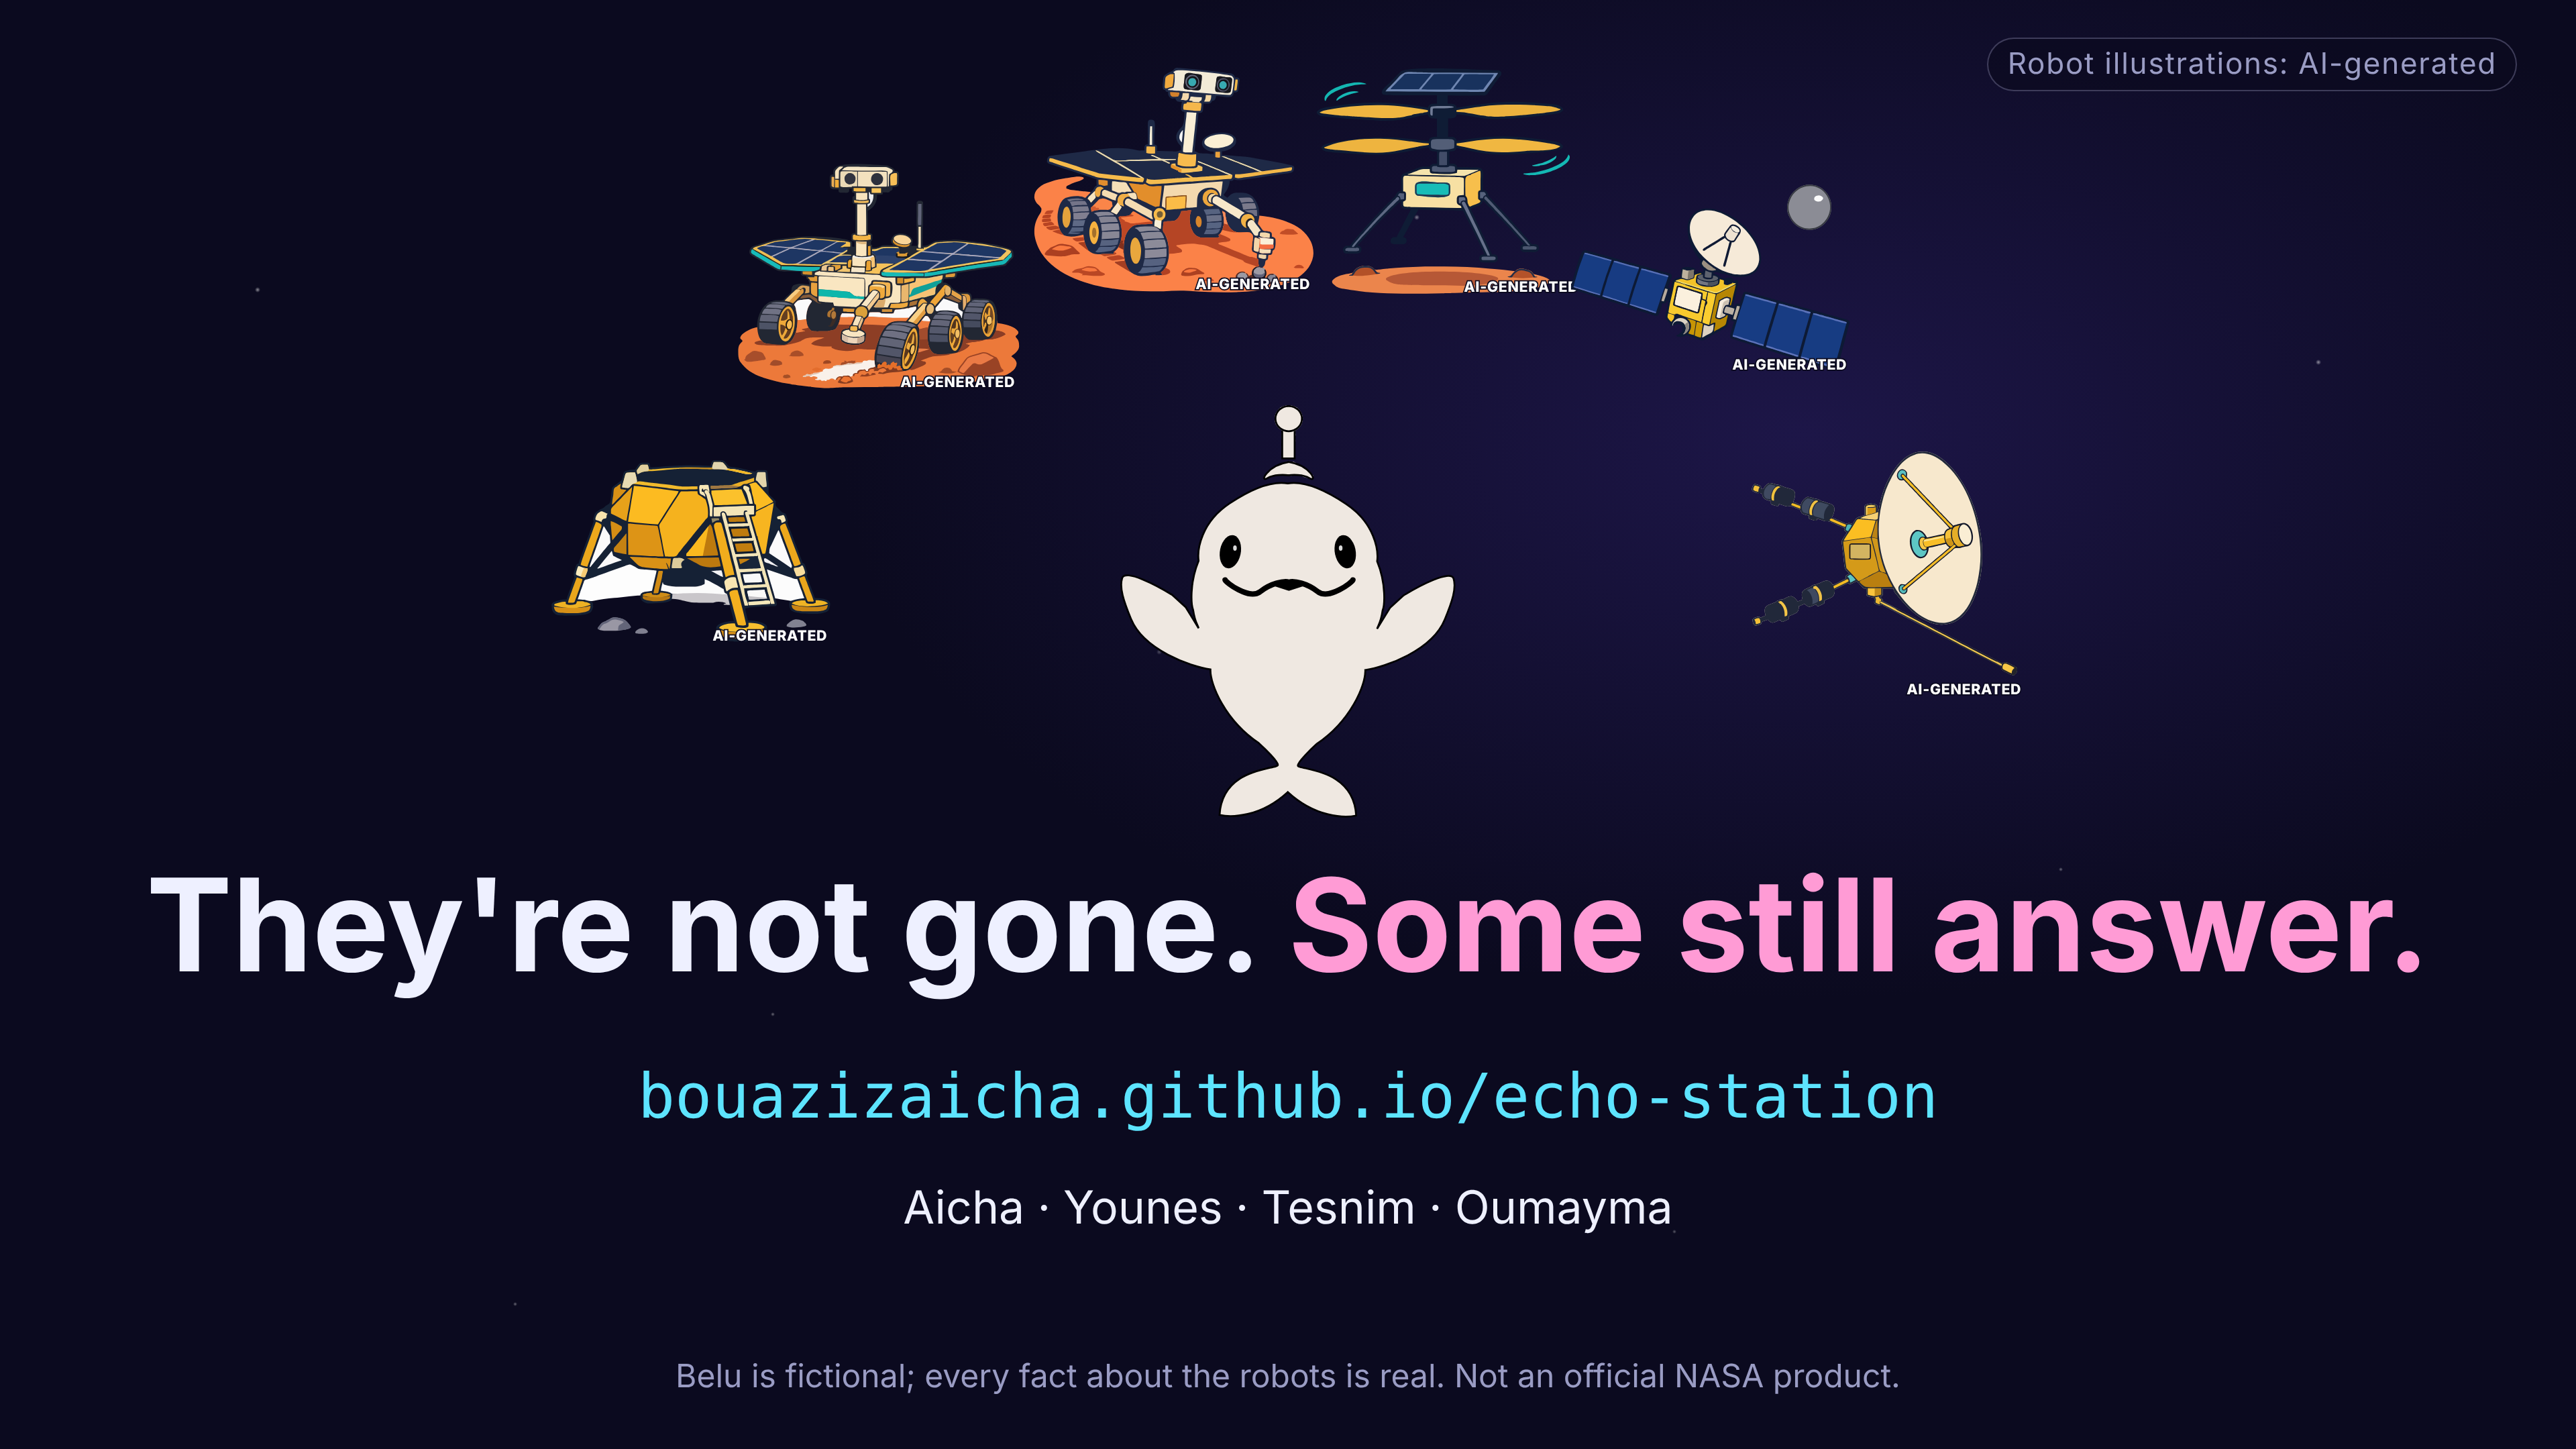 Robot illustrations: AI-generated
AI-GENERATED
AI-GENERATED
AI-GENERATED
AI-GENERATED
AI-GENERATED
AI-GENERATED
They're not gone. Some still answer.
bouazizaicha.github.io/echo-station
Aicha · Younes · Tesnim · Oumayma
Belu is fictional; every fact about the robots is real. Not an official NASA product.